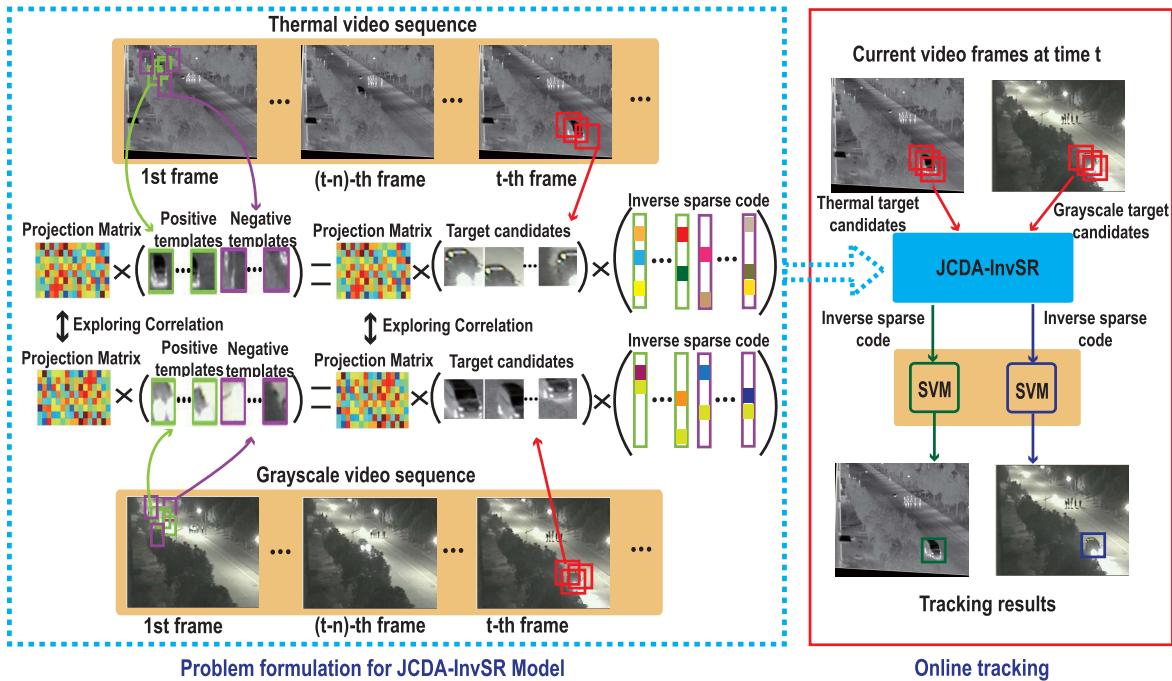 Thermal video sequence
1st frame
(t-n)-th frame
t-th frame
Projection Matrix
Positive
templates
Negative
templates
Projection Matrix
Target candidates
Inverse sparse code
Exploring Correlation
Exploring Correlation
Projection Matrix
Positive
templates
Negative
templates
Projection Matrix
Target candidates
Inverse sparse code
Grayscale video sequence
1st frame
(t-n)-th frame
t-th frame
Problem formulation for JCDA-InvSR Model
Current video frames at time t
Thermal target
candidates
Grayscale target
candidates
JCDA-InvSR
Inverse sparse
code
Inverse sparse
code
SVM
SVM
Tracking results
Online tracking